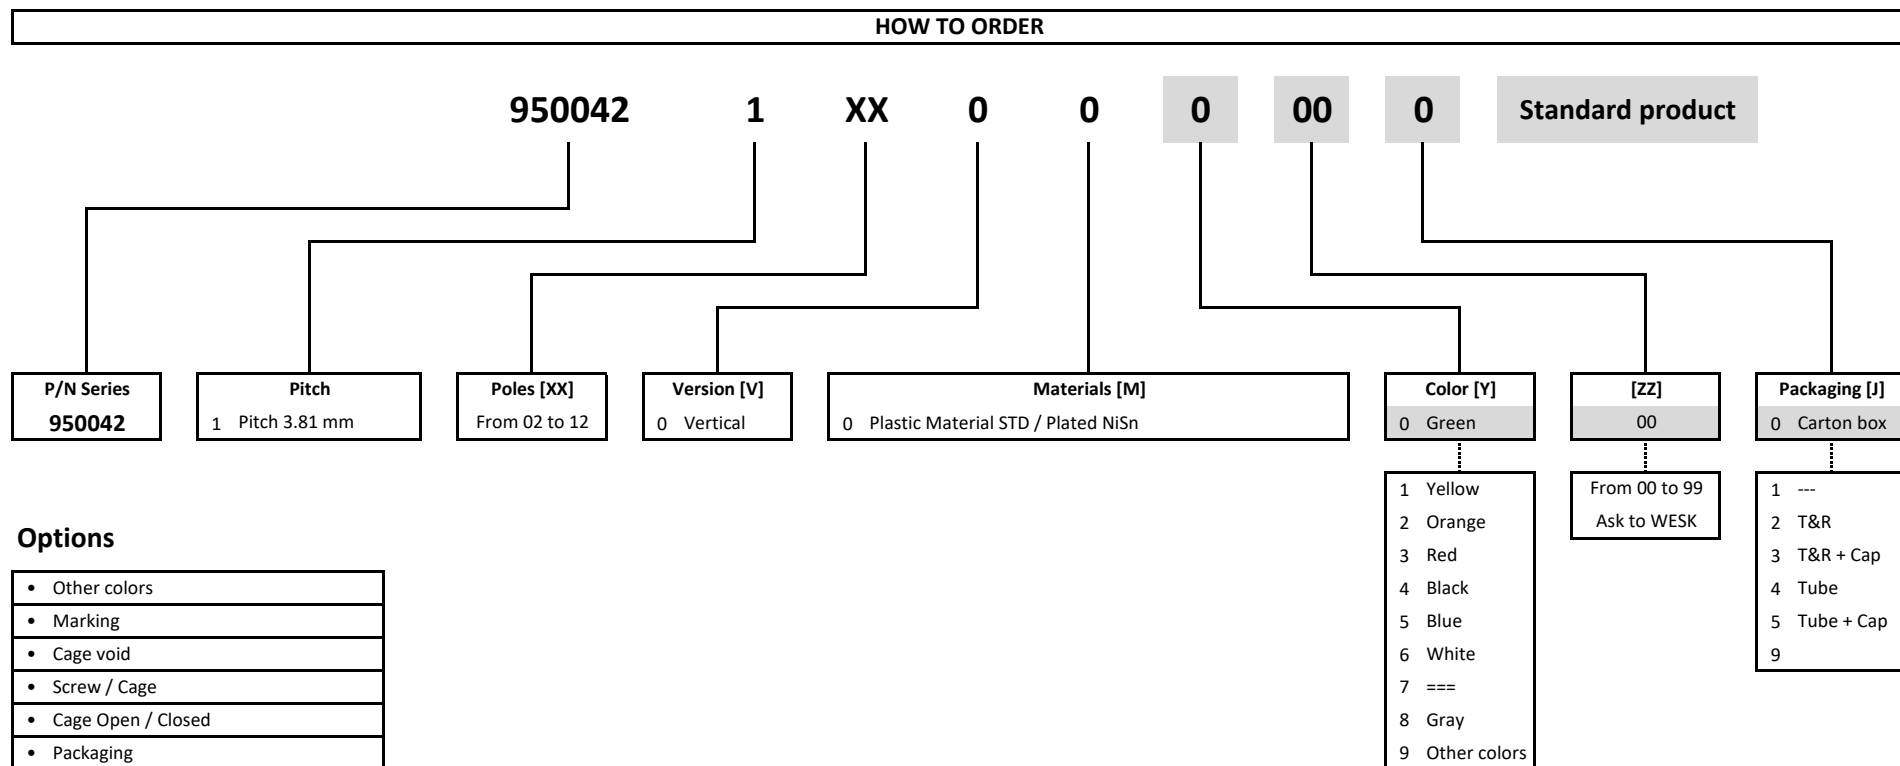 HOW TO ORDER
950042 1 XX 0 0 0 00 0 Standard product
P/N Series Pitch Poles [XX] Version [V] Materials [M] Color [Y] [ZZ] Packaging [J]
950042 1 Pitch 3.81 mm From 02 to 12 0 Vertical 0 Plastic Material STD / Plated NiSn 0 Green 00 0 Carton box
1 Yellow From 00 to 99 1 ---
2 Orange Ask to WESK 2 T&R
3 Red 3 T&R + Cap
4 Black 4 Tube
5 Blue 5 Tube + Cap
6 White 9
7 ===
8 Gray
9 Other colors
Options
• Other colors
• Marking
• Cage void
• Screw / Cage
• Cage Open / Closed
• Packaging